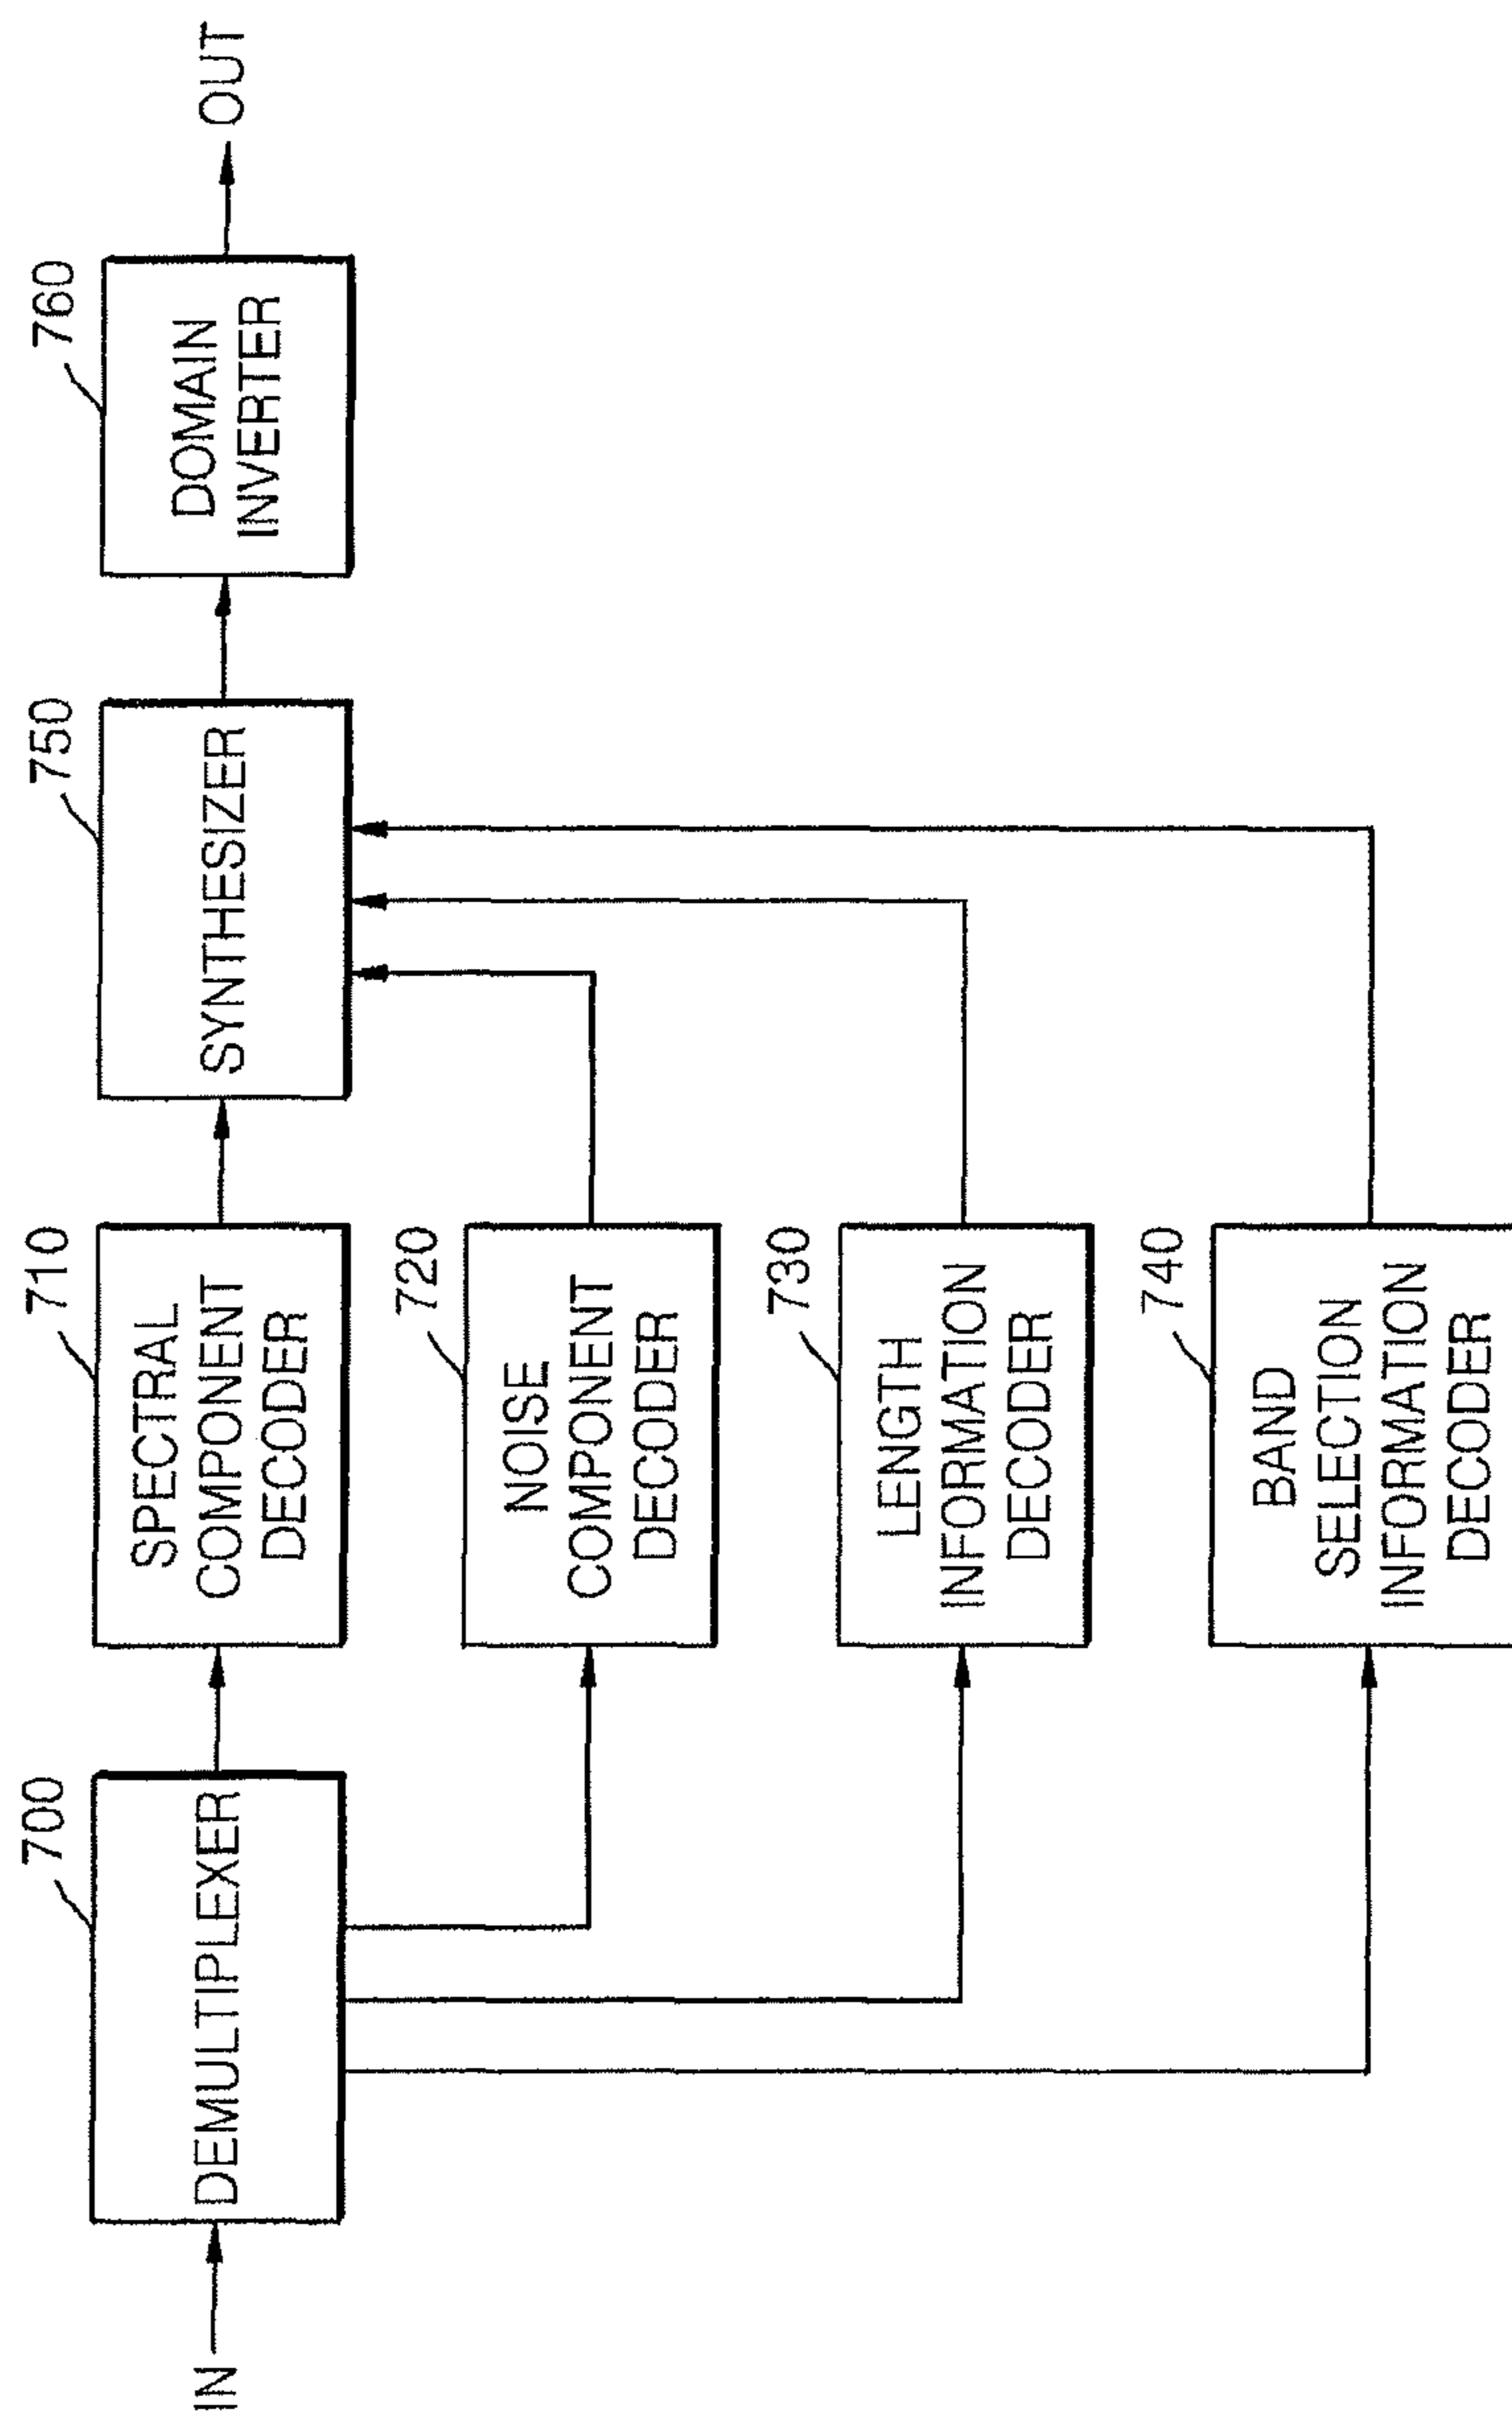 IN
700
DEMULTIPLEXER
710
SPECTRAL
COMPONENT
DECODER
720
NOISE
COMPONENT
DECODER
730
LENGTH
INFORMATION
DECODER
740
BAND
SELECTION
INFORMATION
DECODER
750
SYNTHESIZER
760
DOMAIN
INVERTER
OUT